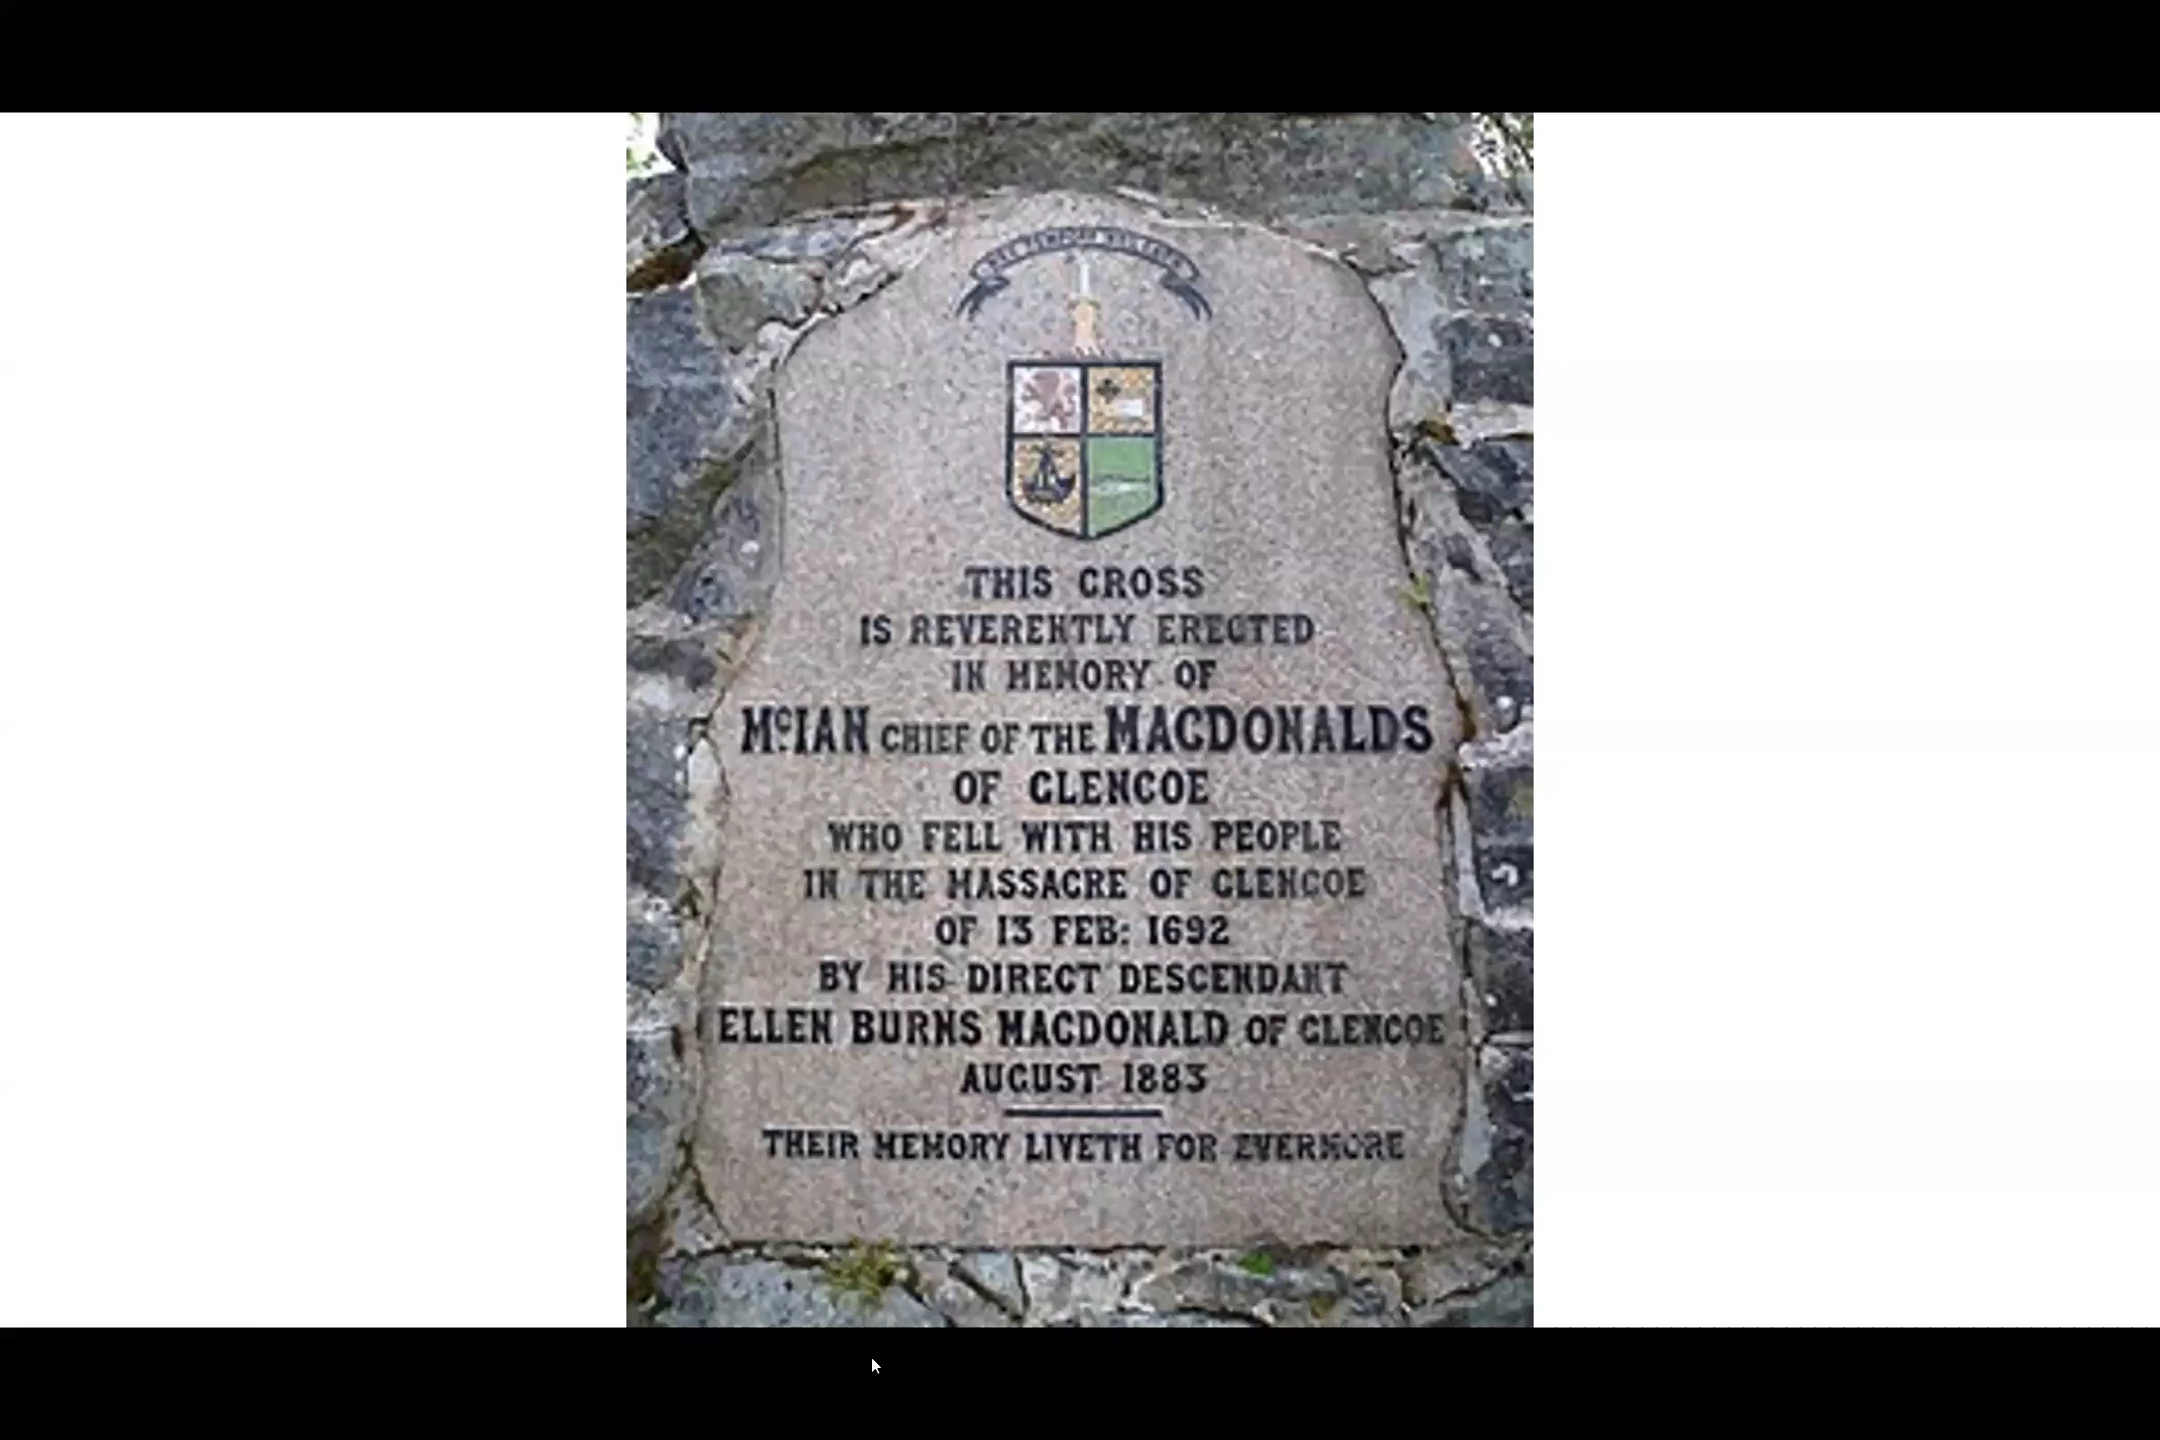 THIS CROSS
IS REVERENTLY ERECTED
IN MEMORY OF
McIAN CHIEF OF THE MACDONALDS
OF GLENCOE
WHO FELL WITH HIS PEOPLE
IN THE MASSACRE OF GLENCOE
OF 13 FEB: 1692
BY HIS DIRECT DESCENDANT
ELLEN BURNS MACDONALD OF GLENCOE
AUGUST 1883
THEIR MEMORY LIVETH FOR EVERMORE